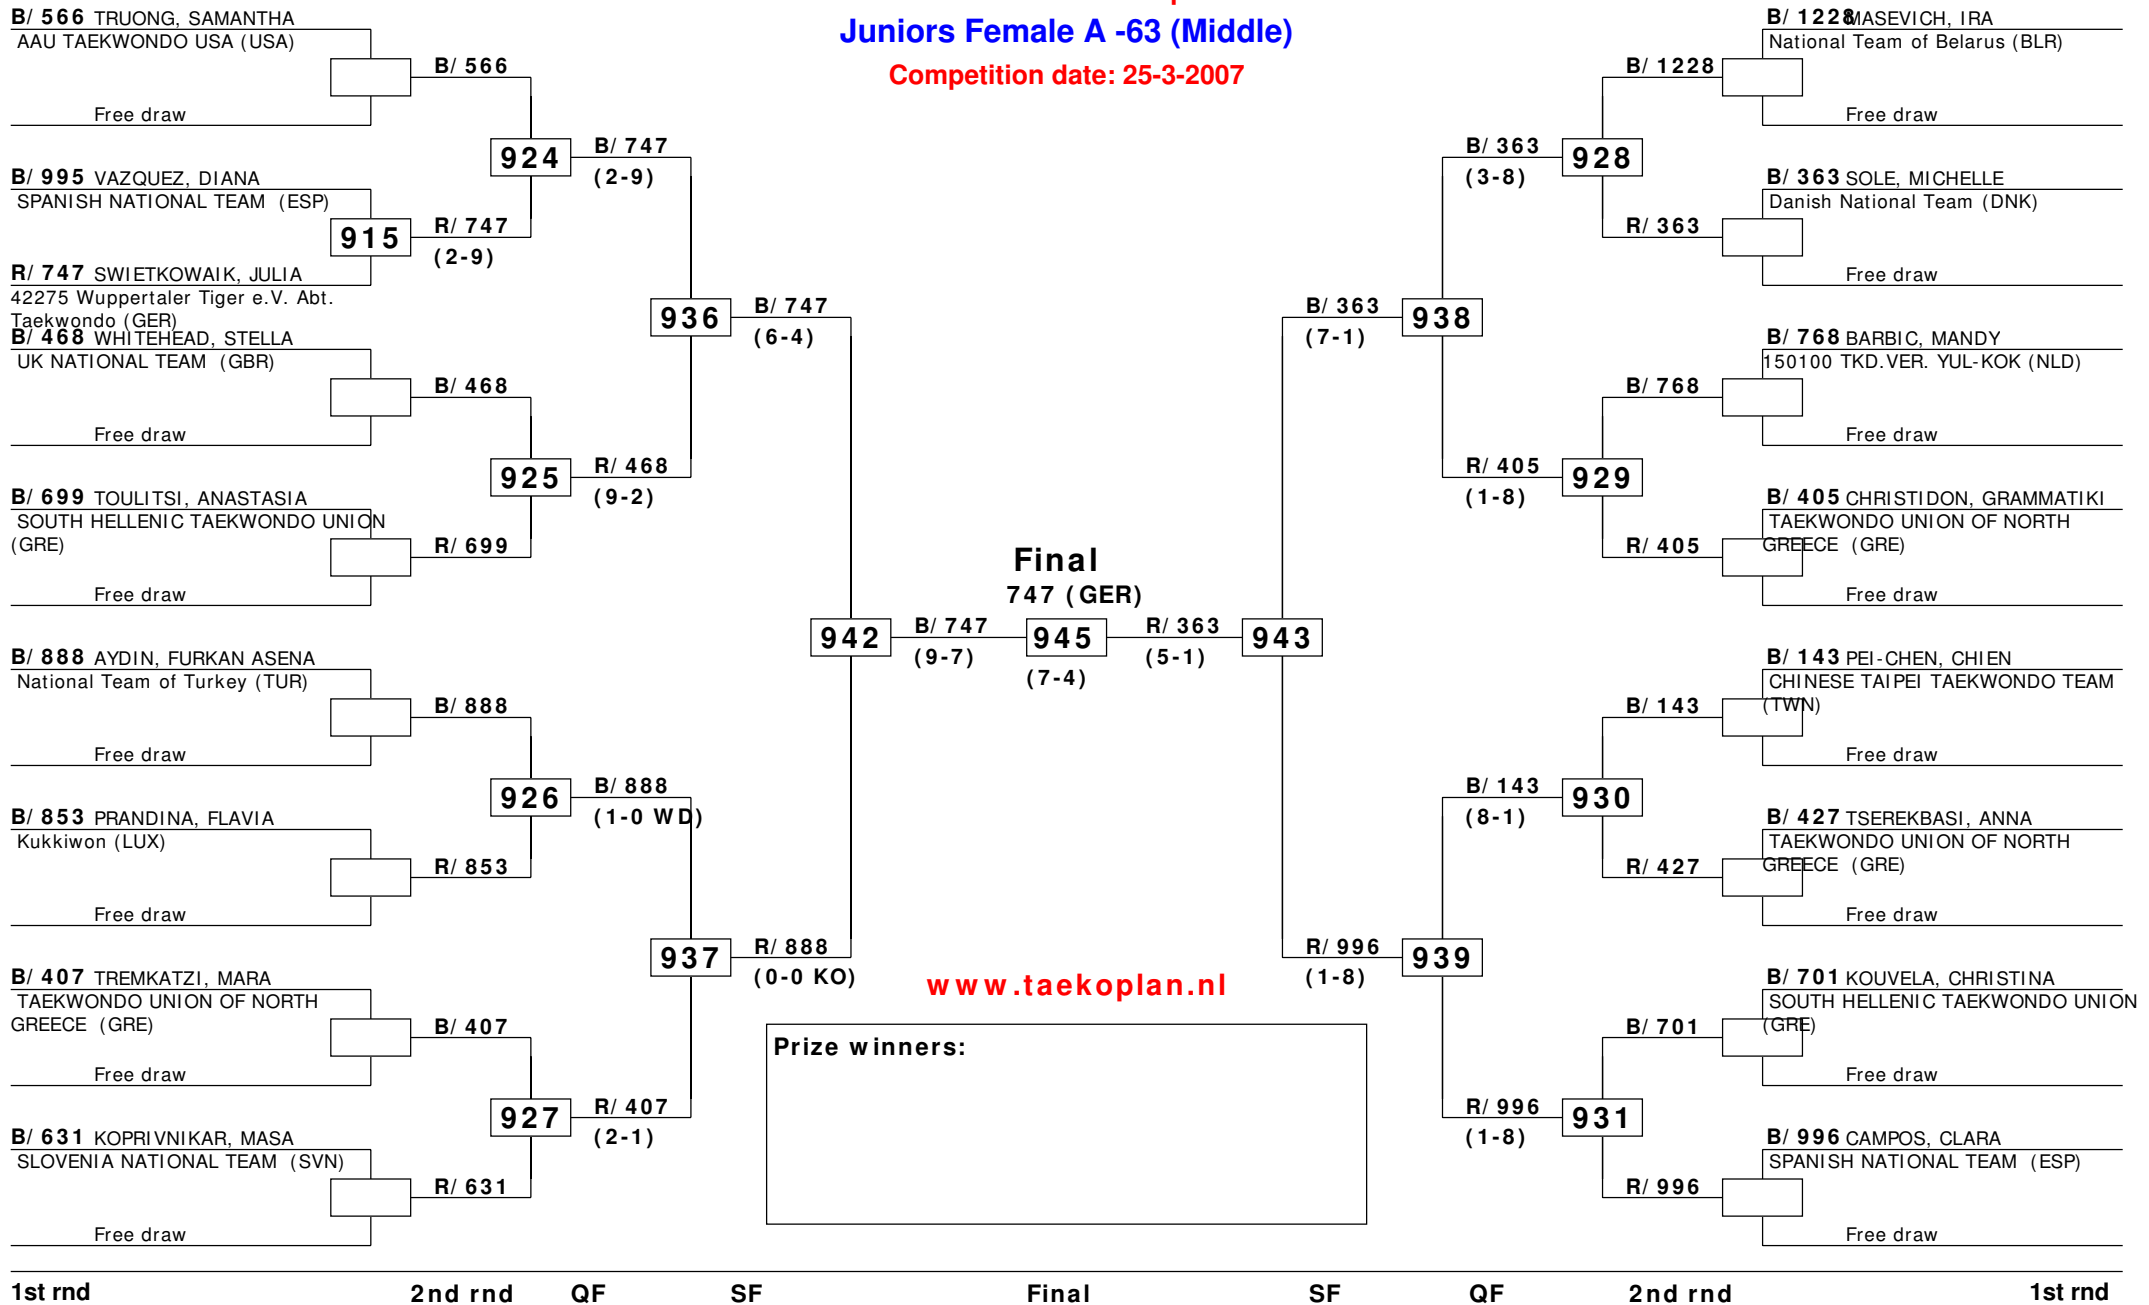 Juniors Female A -63 (Middle)
Competition date: 25-3-2007
B/ 566 TRUONG, SAMANTHA
AAU TAEKWONDO USA (USA)
B/ 566
Free draw
924
B/ 747
(2-9)
B/ 995 VAZQUEZ, DIANA
SPANISH NATIONAL TEAM (ESP)
915
R/ 747
(2-9)
R/ 747 SWIETKOWAIK, JULIA
42275 Wuppertaler Tiger e.V. Abt.
Taekwondo (GER)
936
B/ 747
(6-4)
B/ 468 WHITEHEAD, STELLA
UK NATIONAL TEAM (GBR)
B/ 468
Free draw
925
R/ 468
(9-2)
B/ 699 TOULITSI, ANASTASIA
SOUTH HELLENIC TAEKWONDO UNION
(GRE)
R/ 699
Free draw
942
B/ 747
(9-7)
B/ 888 AYDIN, FURKAN ASENA
National Team of Turkey (TUR)
B/ 888
Free draw
926
B/ 888
(1-0 WD)
B/ 853 PRANDINA, FLAVIA
Kukkiwon (LUX)
R/ 853
Free draw
937
R/ 888
(0-0 KO)
B/ 407 TREMKATZI, MARA
TAEKWONDO UNION OF NORTH
GREECE (GRE)
B/ 407
Free draw
927
R/ 407
(2-1)
B/ 631 KOPRIVNIKAR, MASA
SLOVENIA NATIONAL TEAM (SVN)
R/ 631
Free draw
Final
747 (GER)
945
(7-4)
www.taekoplan.nl
Prize winners:
B/ 1228 MASEVICH, IRA
National Team of Belarus (BLR)
B/ 1228
Free draw
B/ 363
(3-8)
928
B/ 363 SOLE, MICHELLE
Danish National Team (DNK)
R/ 363
Free draw
B/ 363
(7-1)
938
B/ 768 BARBIC, MANDY
150100 TKD.VER. YUL-KOK (NLD)
B/ 768
Free draw
R/ 405
(1-8)
929
B/ 405 CHRISTIDON, GRAMMATIKI
TAEKWONDO UNION OF NORTH
GREECE (GRE)
R/ 405
Free draw
R/ 363
(5-1)
943
B/ 143 PEI-CHEN, CHIEN
CHINESE TAIPEI TAEKWONDO TEAM
(TWN)
B/ 143
Free draw
B/ 143
(8-1)
930
B/ 427 TSEREKBASI, ANNA
TAEKWONDO UNION OF NORTH
GREECE (GRE)
R/ 427
Free draw
R/ 996
(1-8)
939
B/ 701 KOUVELA, CHRISTINA
SOUTH HELLENIC TAEKWONDO UNION
(GRE)
B/ 701
Free draw
R/ 996
(1-8)
931
B/ 996 CAMPOS, CLARA
SPANISH NATIONAL TEAM (ESP)
R/ 996
Free draw
1st rnd 2nd rnd QF SF Final SF QF 2nd rnd 1st rnd